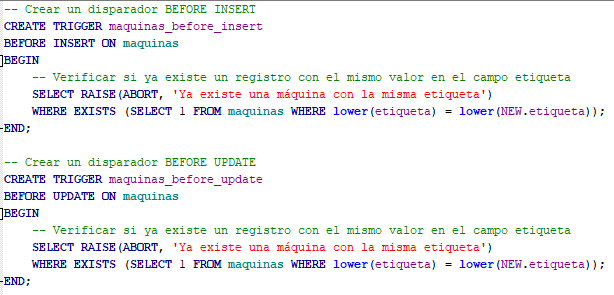 -- Crear un disparador BEFORE INSERT
CREATE TRIGGER maquinas_before_insert
BEFORE INSERT ON maquinas
BEGIN
    -- Verificar si ya existe un registro con el mismo valor en el campo etiqueta
    SELECT RAISE(ABORT, 'Ya existe una máquina con la misma etiqueta')
    WHERE EXISTS (SELECT 1 FROM maquinas WHERE lower(etiqueta) = lower(NEW.etiqueta));
END;

-- Crear un disparador BEFORE UPDATE
CREATE TRIGGER maquinas_before_update
BEFORE UPDATE ON maquinas
BEGIN
    -- Verificar si ya existe un registro con el mismo valor en el campo etiqueta
    SELECT RAISE(ABORT, 'Ya existe una máquina con la misma etiqueta')
    WHERE EXISTS (SELECT 1 FROM maquinas WHERE lower(etiqueta) = lower(NEW.etiqueta));
END;